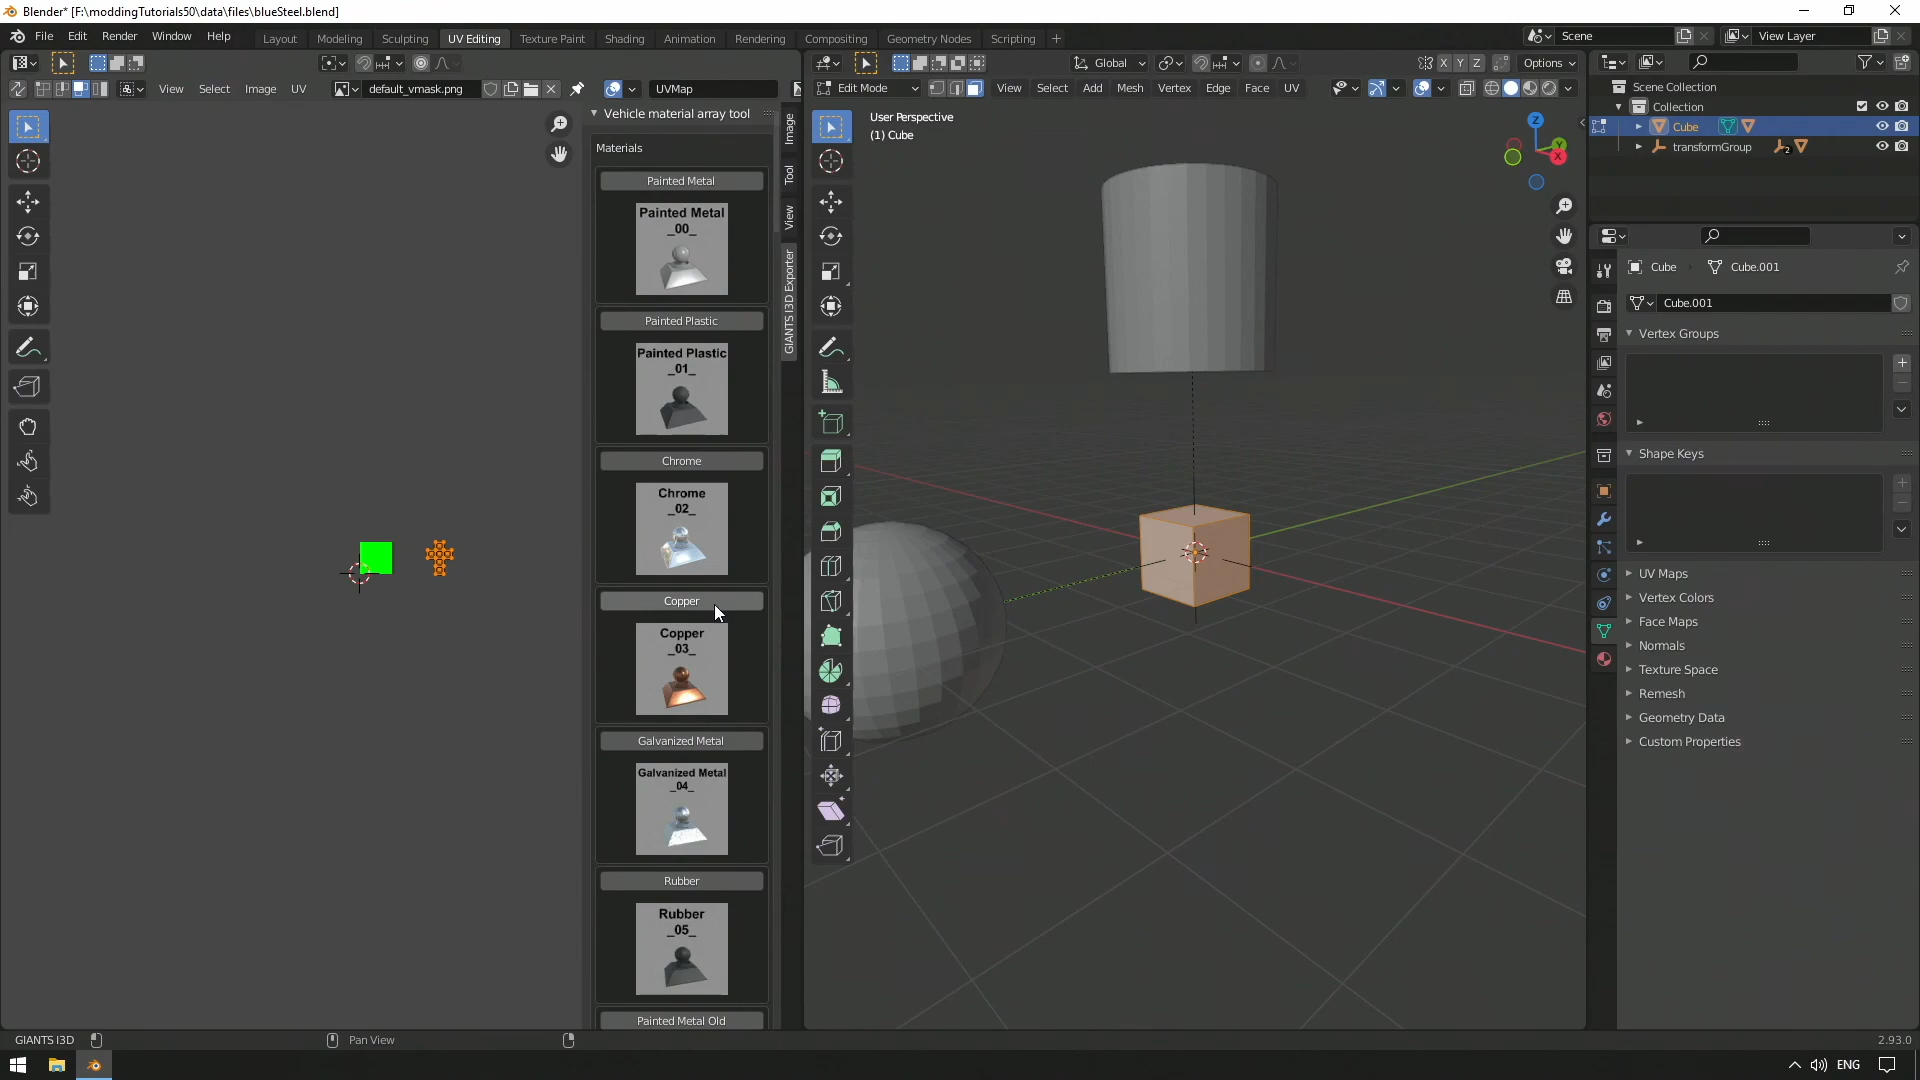 Blender* [F:\moddingTutorials50\data\files\blueSteel.blend]
File Edit Render Window Help
Layout Modeling Sculpting UV Editing Texture Paint Shading Animation Rendering Compositing Geometry Nodes Scripting +
Scene
View Layer
Global
X Y Z
Options
View Select Image UV
default_vmask.png
UVMap
Edit Mode
View Select Add Mesh Vertex Edge Face UV
Scene Collection
Collection
Cube
transformGroup
2
Vehicle material array tool
Materials
Painted Metal
Painted Metal
_00_
Painted Plastic
Painted Plastic
_01_
Chrome
Chrome
_02_
Copper
Copper
_03_
Galvanized Metal
Galvanized Metal
_04_
Rubber
Rubber
_05_
Painted Metal Old
Image
Tool
View
GIANTS I3D Exporter
User Perspective
(1) Cube
Z
Y
X
Cube
Cube.001
Cube.001
Vertex Groups
Shape Keys
UV Maps
Vertex Colors
Face Maps
Normals
Texture Space
Remesh
Geometry Data
Custom Properties
GIANTS I3D
Pan View
2.93.0
ENG